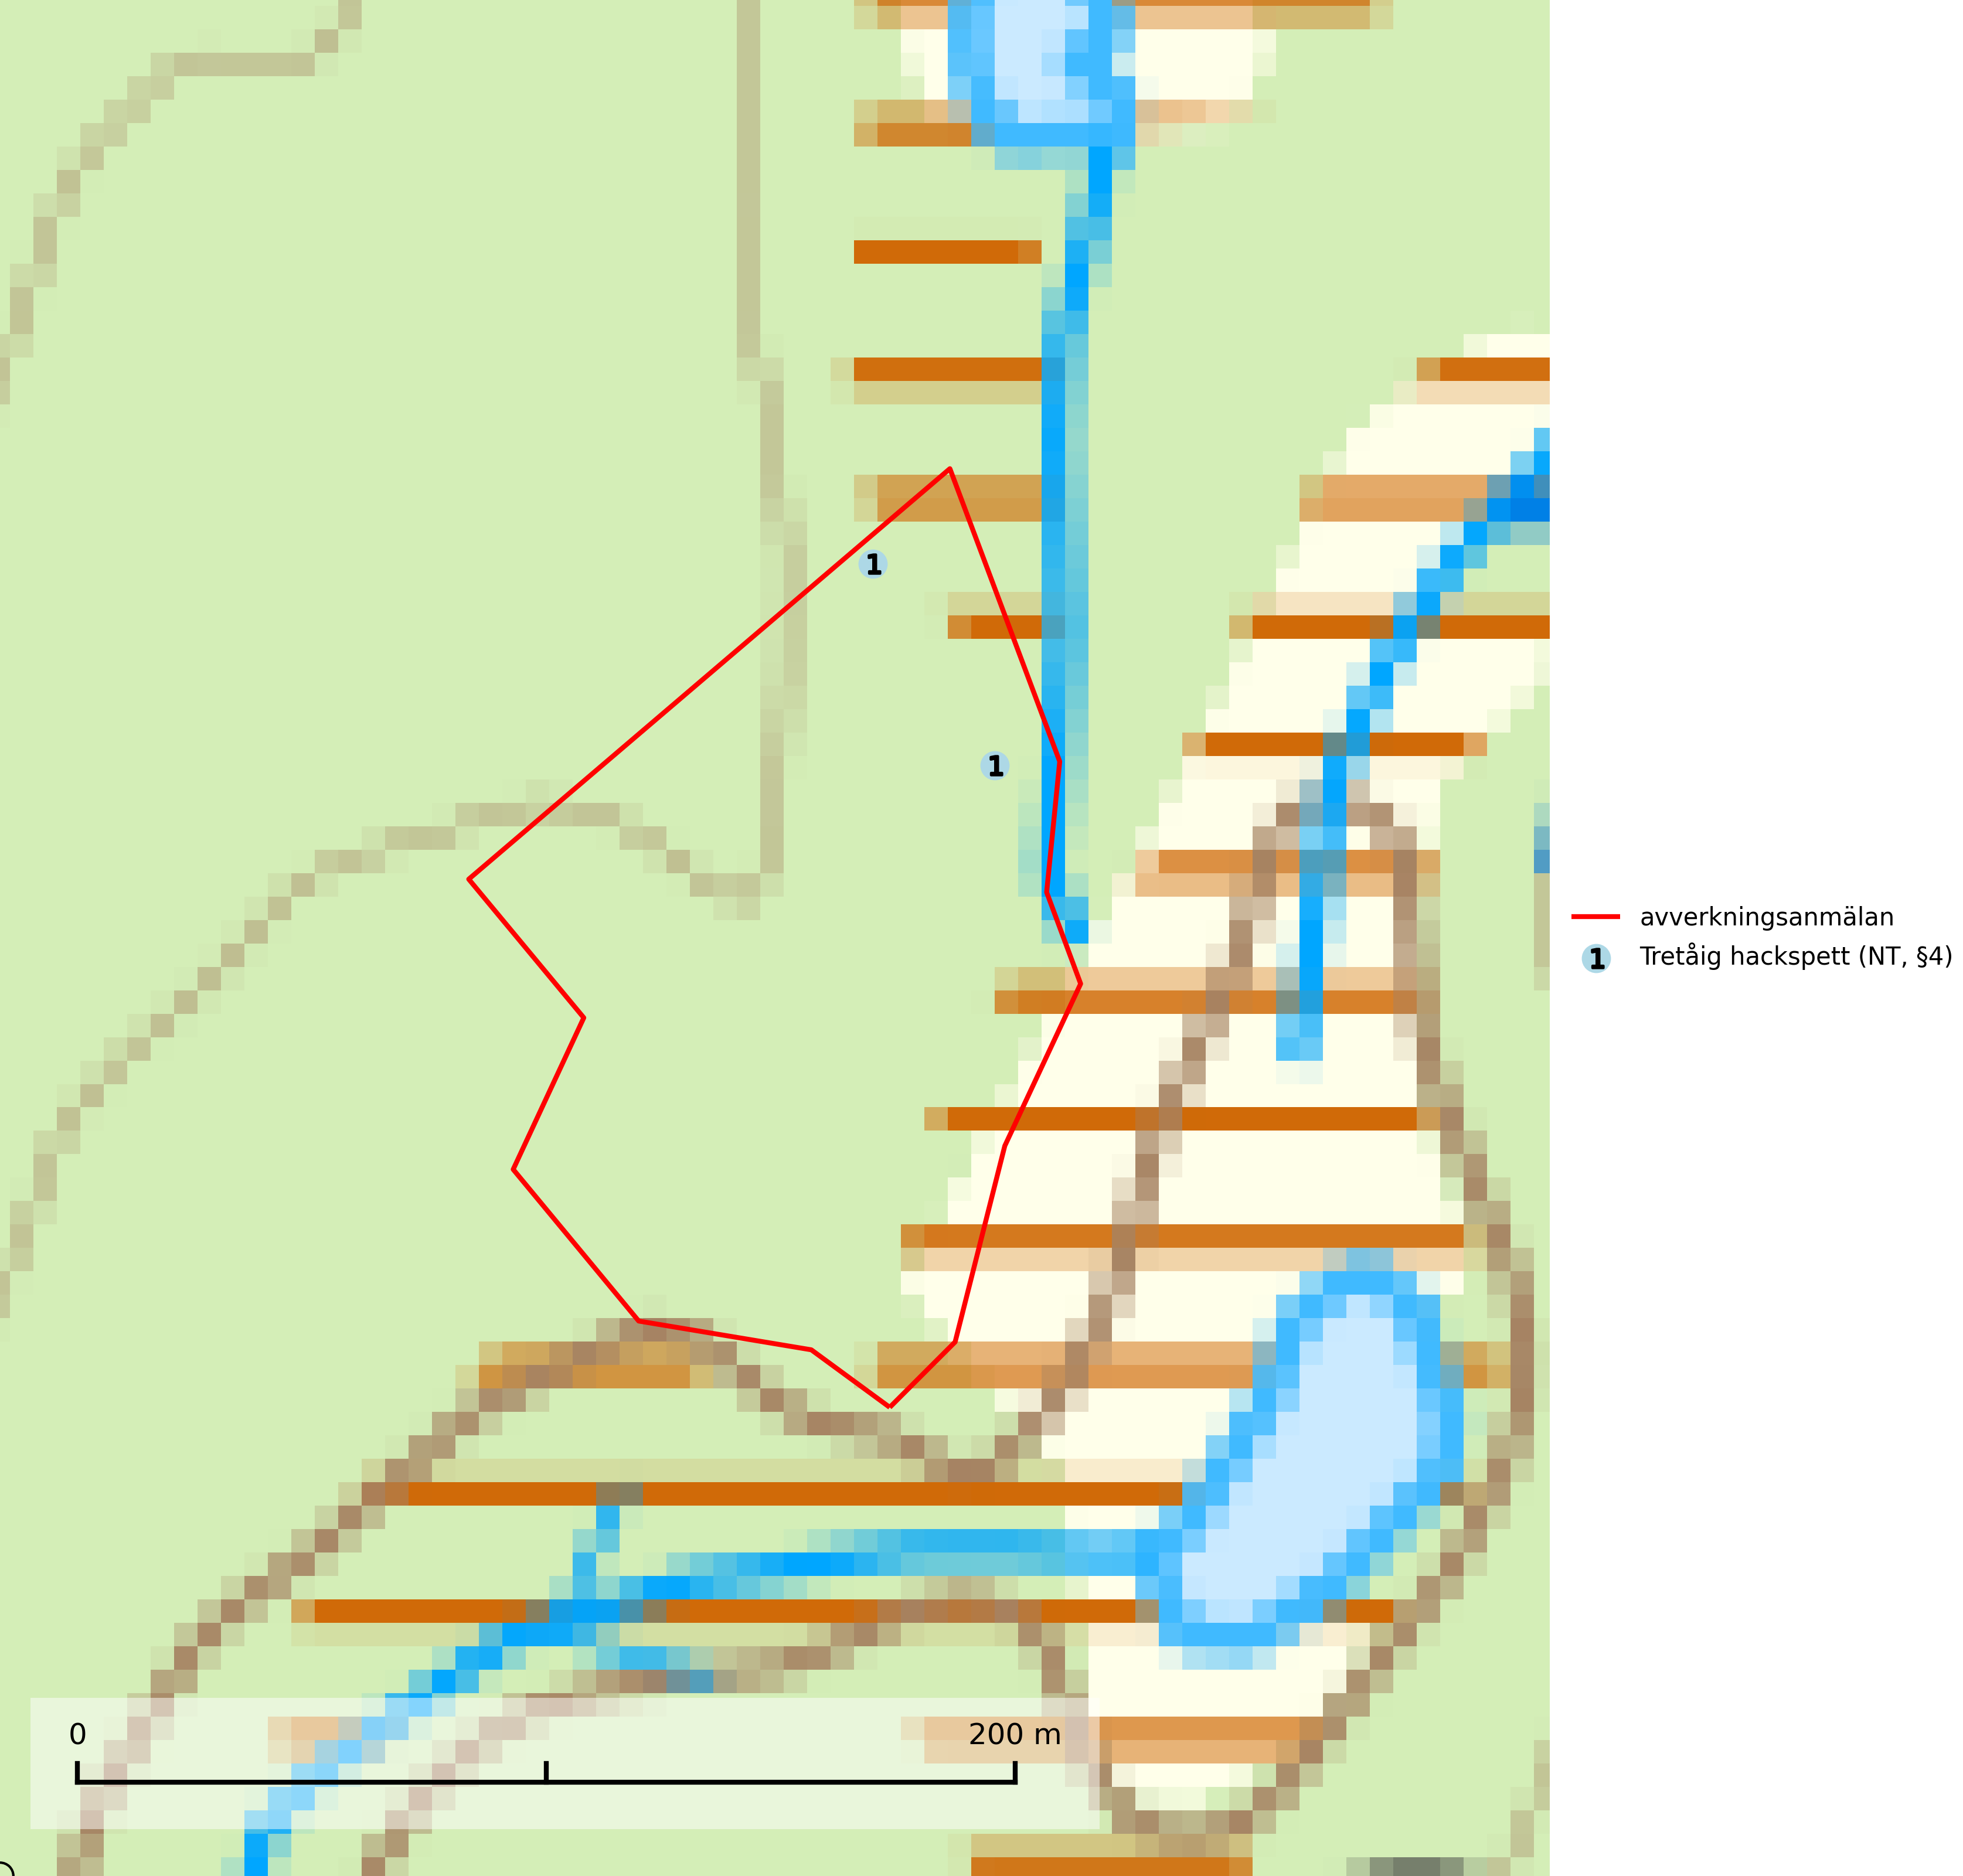 1
1
avverkningsanmälan
1 Tretåig hackspett (NT, §4)
0 200 m